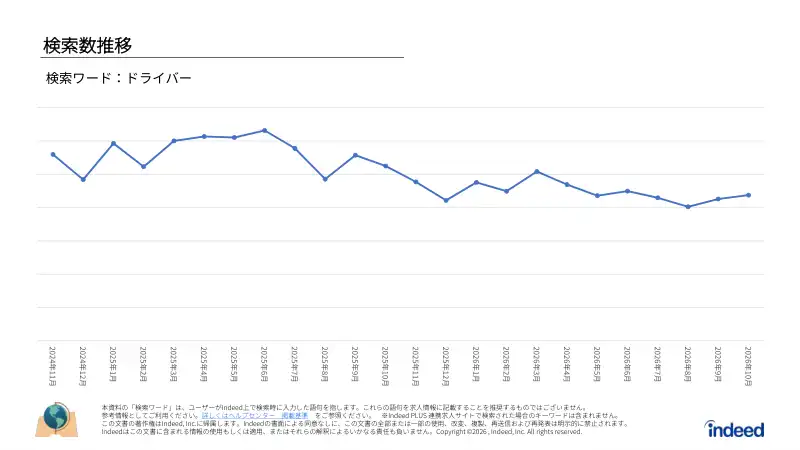 検索数推移
検索ワード：ドライバー
2024年11月
2024年12月
2025年1月
2025年2月
2025年3月
2025年4月
2025年5月
2025年6月
2025年7月
2025年8月
2025年9月
2025年10月
2025年11月
2025年12月
2026年1月
2026年2月
2026年3月
2026年4月
2026年5月
2026年6月
2026年7月
2026年8月
2026年9月
2026年10月
本資料の「検索ワード」は、ユーザーがIndeed上で検索時に入力した語句を指します。これらの語句を求人情報に記載することを推奨するものではございません。
参考情報としてご利用ください。詳しくはヘルプセンター　掲載基準　をご参照ください。　※Indeed PLUS 連携求人サイトで検索された場合のキーワードは含まれません。
この文書の著作権はIndeed, Inc.に帰属します。Indeedの書面による同意なしに、この文書の全部または一部の使用、改変、複製、再送信および再発表は明示的に禁止されます。
Indeedはこの文書に含まれる情報の使用もしくは適用、またはそれらの解釈によるいかなる責任も負いません。Copyright ©2026 , Indeed, Inc. All rights reserved.
indeed